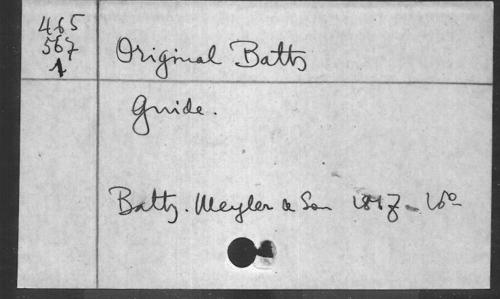 465
567
1
Original Bath
Guide.
Bath. Meyler & Son 1817 - 16°